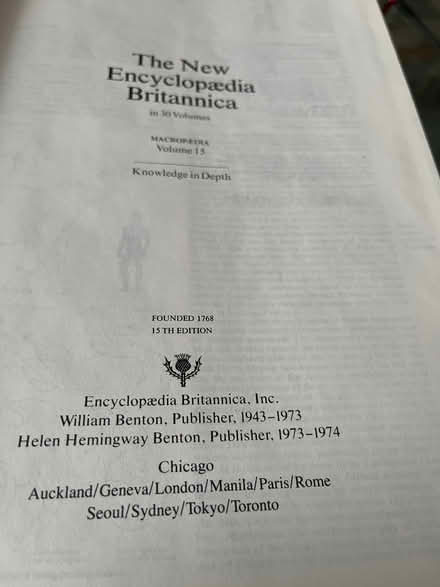 The New
Encyclopædia
Britannica
in 30 Volumes
MACROPÆDIA
Volume 15
Knowledge in Depth
FOUNDED 1768
15 TH EDITION
Encyclopædia Britannica, Inc.
William Benton, Publisher, 1943–1973
Helen Hemingway Benton, Publisher, 1973–1974
Chicago
Auckland/Geneva/London/Manila/Paris/Rome
Seoul/Sydney/Tokyo/Toronto